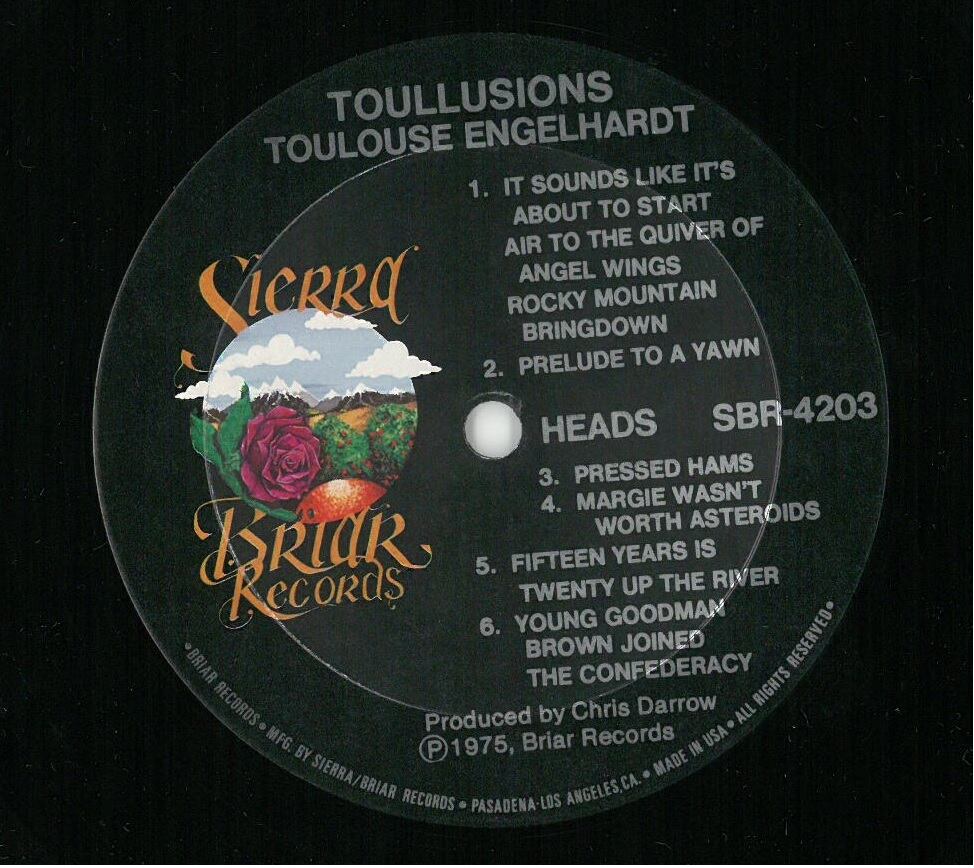 TOULLUSIONS
TOULOUSE ENGELHARDT
1. IT SOUNDS LIKE IT'S
ABOUT TO START
AIR TO THE QUIVER OF
ANGEL WINGS
ROCKY MOUNTAIN
BRINGDOWN
2. PRELUDE TO A YAWN
Sierra
Briar
Records
HEADS SBR-4203
3. PRESSED HAMS
4. MARGIE WASN'T
WORTH ASTEROIDS
5. FIFTEEN YEARS IS
TWENTY UP THE RIVER
6. YOUNG GOODMAN
BROWN JOINED
THE CONFEDERACY
Produced by Chris Darrow
Ⓟ1975, Briar Records
•BRIAR RECORDS • MFG. BY SIERRA/BRIAR RECORDS • PASADENA-LOS ANGELES, CA. • MADE IN USA • ALL RIGHTS RESERVED•